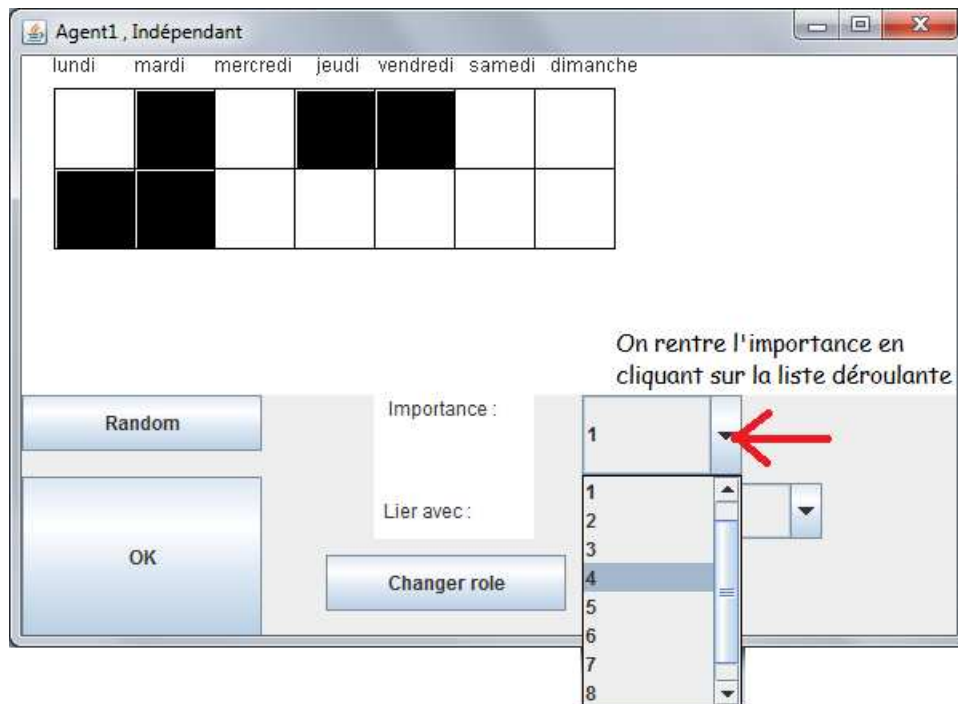 Agent1 , Indépendant
lundi mardi mercredi jeudi vendredi samedi dimanche
On rentre l'importance en
cliquant sur la liste déroulante
Random
Importance :
1
1
2
3
4
5
6
7
8
Lier avec :
OK
Changer role